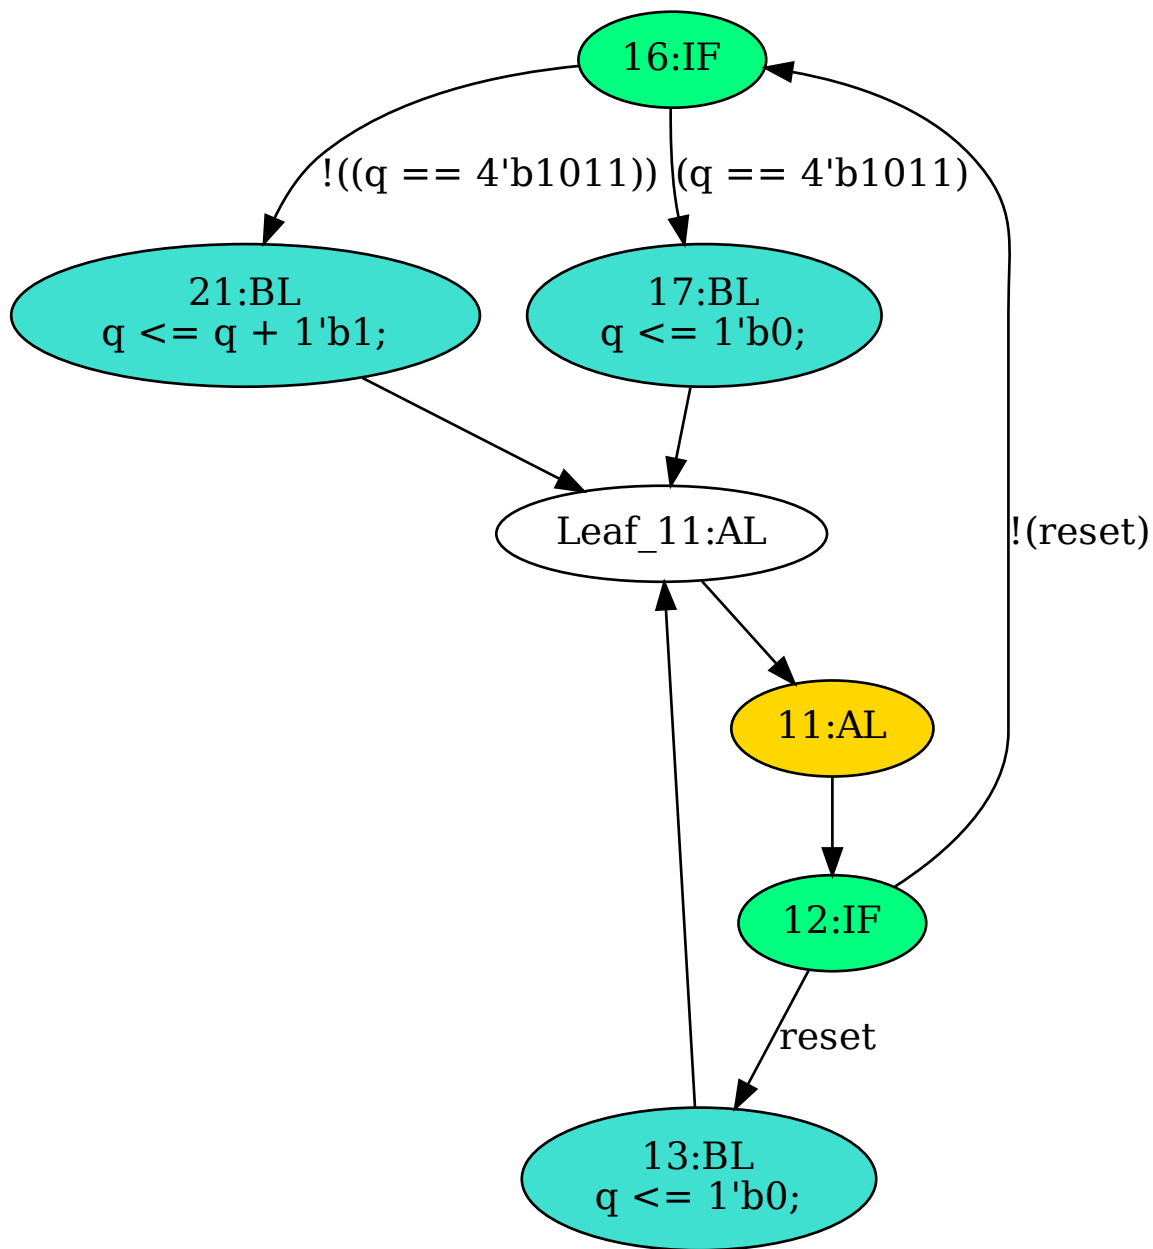 16:IF
!((q == 4'b1011))
(q == 4'b1011)
21:BL
q <= q + 1'b1;
17:BL
q <= 1'b0;
Leaf_11:AL
!(reset)
11:AL
12:IF
reset
13:BL
q <= 1'b0;